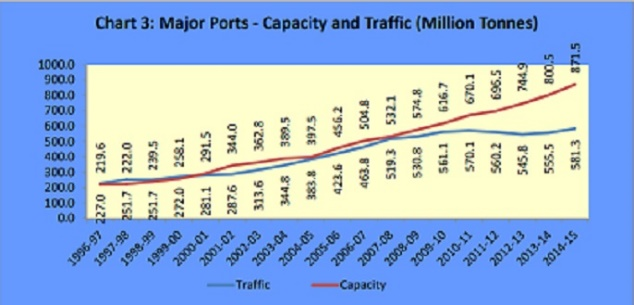 Chart 3: Major Ports - Capacity and Traffic (Million Tonnes)
1000.0
900.0
800.0
700.0
600.0
500.0
400.0
300.0
200.0
100.0
0.0
219.6 222.0 239.5 258.1 291.5 344.0 362.8 389.5 397.5 456.2 504.8 532.1 574.8 616.7 670.1 695.5 744.9 800.5 871.5
227.0 251.7 251.7 272.0 281.1 287.6 313.6 344.8 383.8 423.6 463.8 519.3 530.8 561.1 570.1 560.2 545.8 555.5 581.3
1996-97 1997-98 1998-99 1999-00 2000-01 2001-02 2002-03 2003-04 2004-05 2005-06 2006-07 2007-08 2008-09 2009-10 2010-11 2011-12 2012-13 2013-14 2014-15
Traffic Capacity